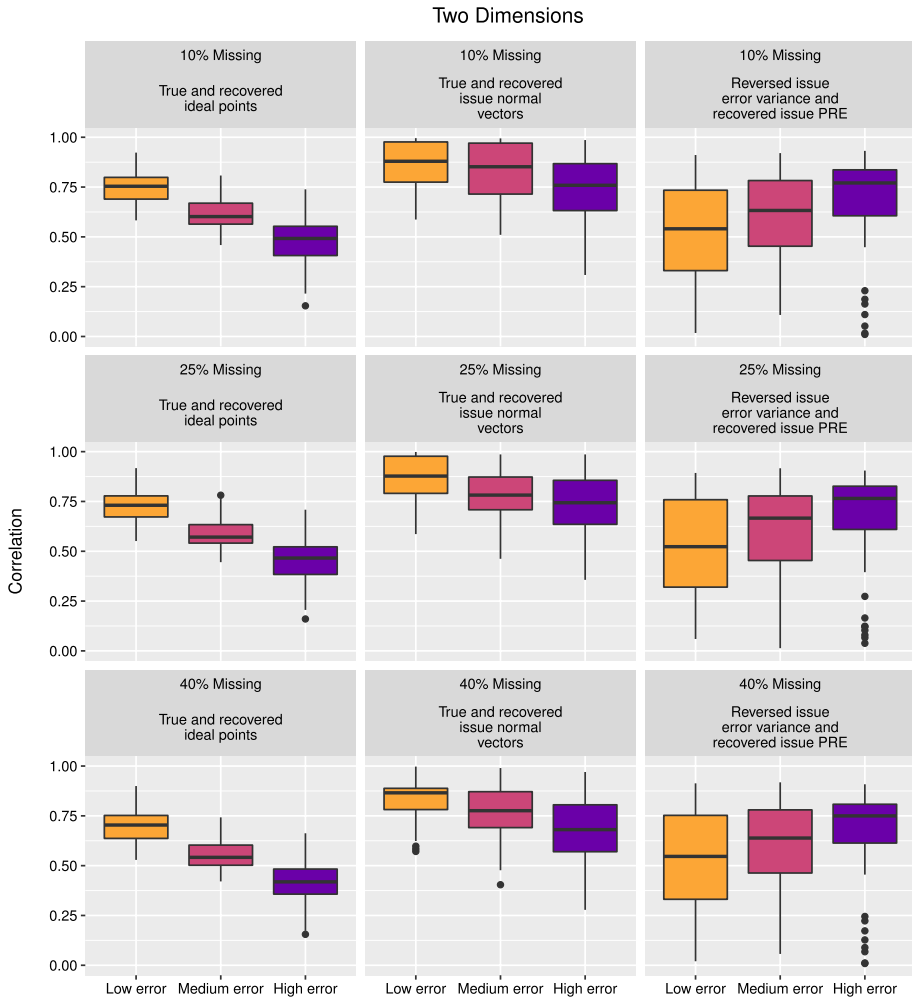 Two Dimensions
10% Missing
True and recovered
ideal points
10% Missing
True and recovered
issue normal
vectors
10% Missing
Reversed issue
error variance and
recovered issue PRE
1.00
0.75
0.50
0.25
0.00
25% Missing
True and recovered
ideal points
25% Missing
True and recovered
issue normal
vectors
25% Missing
Reversed issue
error variance and
recovered issue PRE
1.00
0.75
0.50
0.25
0.00
Correlation
40% Missing
True and recovered
ideal points
40% Missing
True and recovered
issue normal
vectors
40% Missing
Reversed issue
error variance and
recovered issue PRE
1.00
0.75
0.50
0.25
0.00
Low error Medium error High error
Low error Medium error High error
Low error Medium error High error